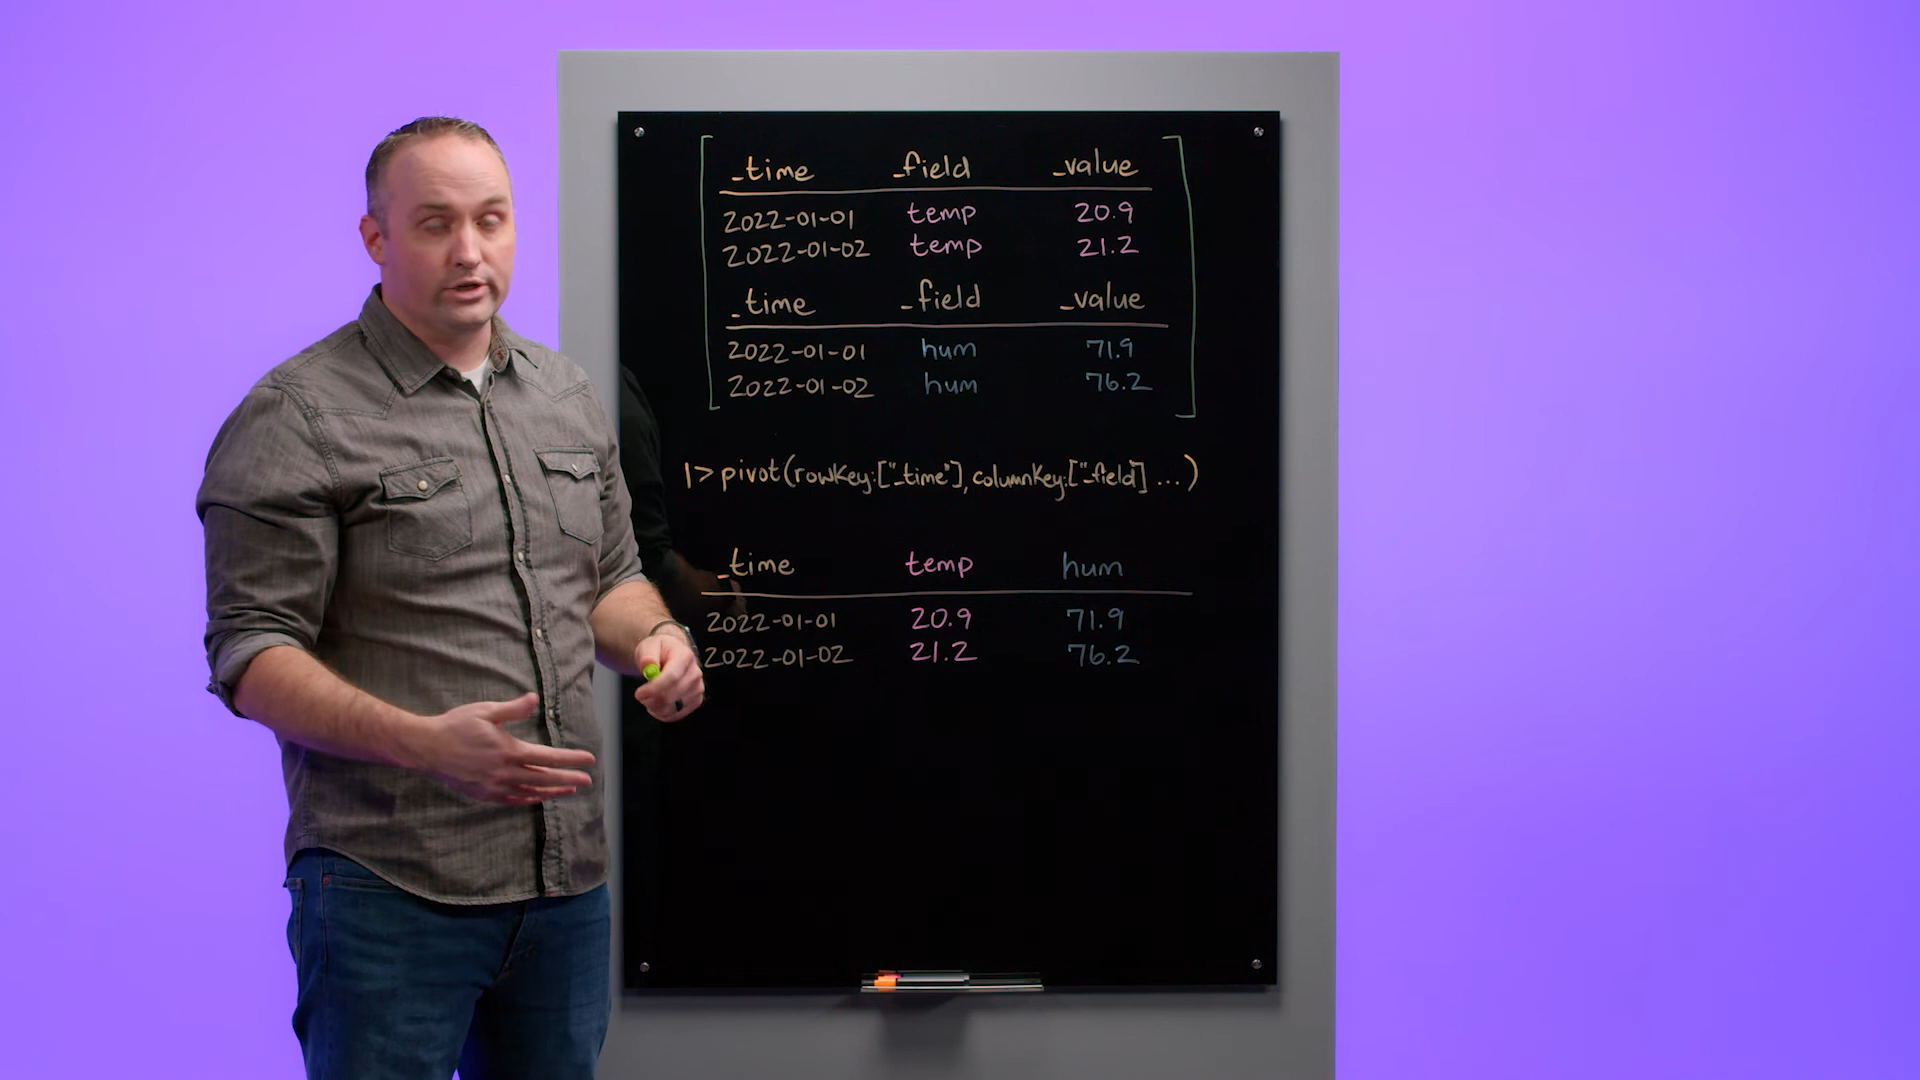 _time _field _value
2022-01-01 temp 20.9
2022-01-02 temp 21.2
_time _field _value
2022-01-01 hum 71.9
2022-01-02 hum 76.2
|> pivot(rowKey:["_time"], columnKey:["_field] ...)
_time temp hum
2022-01-01 20.9 71.9
2022-01-02 21.2 76.2